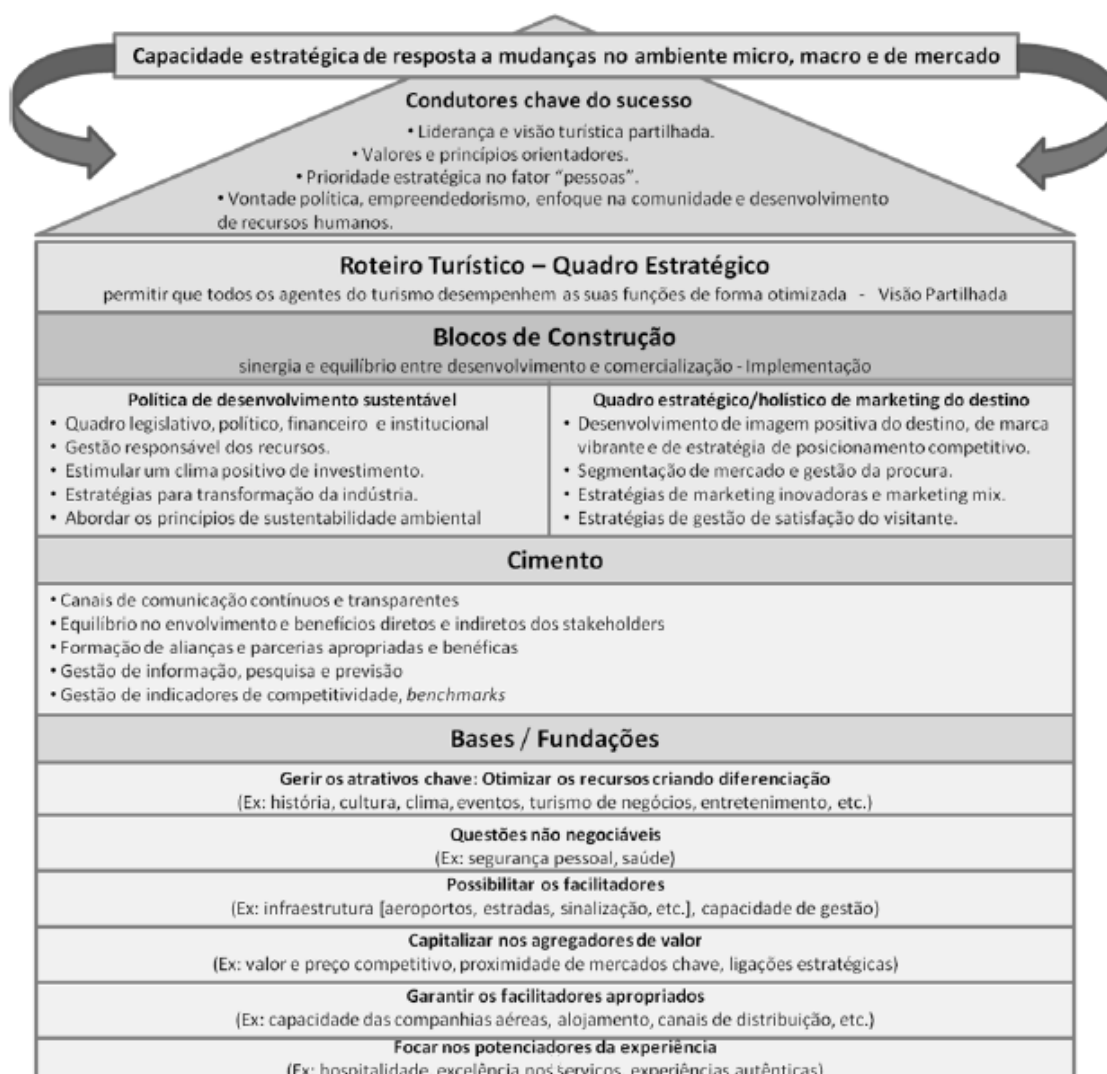 Capacidade estratégica de resposta a mudanças no ambiente micro, macro e de mercado
Condutores chave do sucesso
• Liderança e visão turística partilhada.
• Valores e princípios orientadores.
• Prioridade estratégica no fator "pessoas".
• Vontade política, empreendedorismo, enfoque na comunidade e desenvolvimento
de recursos humanos.
Roteiro Turístico – Quadro Estratégico
permitir que todos os agentes do turismo desempenhem as suas funções de forma otimizada - Visão Partilhada
Blocos de Construção
sinergia e equilíbrio entre desenvolvimento e comercialização - Implementação
Política de desenvolvimento sustentável
• Quadro legislativo, político, financeiro e institucional
• Gestão responsável dos recursos.
• Estimular um clima positivo de investimento.
• Estratégias para transformação da indústria.
• Abordar os princípios de sustentabilidade ambiental
Quadro estratégico/holístico de marketing do destino
• Desenvolvimento de imagem positiva do destino, de marca
vibrante e de estratégia de posicionamento competitivo.
• Segmentação de mercado e gestão da procura.
• Estratégias de marketing inovadoras e marketing mix.
• Estratégias de gestão de satisfação do visitante.
Cimento
• Canais de comunicação contínuos e transparentes
• Equilíbrio no envolvimento e benefícios diretos e indiretos dos stakeholders
• Formação de alianças e parcerias apropriadas e benéficas
• Gestão de informação, pesquisa e previsão
• Gestão de indicadores de competitividade, benchmarks
Bases / Fundações
Gerir os atrativos chave: Otimizar os recursos criando diferenciação
(Ex: história, cultura, clima, eventos, turismo de negócios, entretenimento, etc.)
Questões não negociáveis
(Ex: segurança pessoal, saúde)
Possibilitar os facilitadores
(Ex: infraestrutura [aeroportos, estradas, sinalização, etc.], capacidade de gestão)
Capitalizar nos agregadores de valor
(Ex: valor e preço competitivo, proximidade de mercados chave, ligações estratégicas)
Garantir os facilitadores apropriados
(Ex: capacidade das companhias aéreas, alojamento, canais de distribuição, etc.)
Focar nos potenciadores da experiência
(Ex: hospitalidade, excelência nos serviços, experiências autênticas)